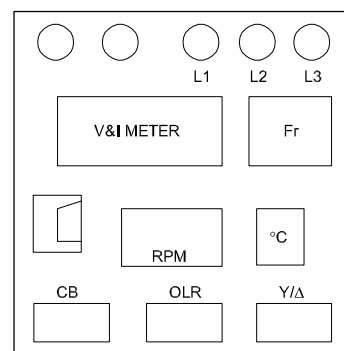 L1 L2 L3
V&I METER Fr
RPM °C
CB OLR Y/Δ